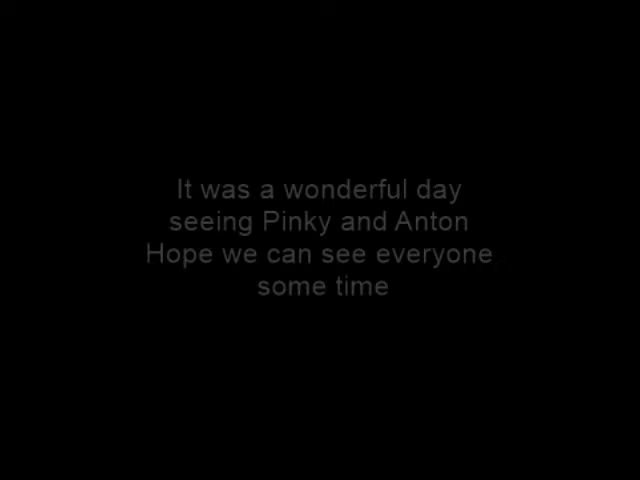 It was a wonderful day
seeing Pinky and Anton
Hope we can see everyone
some time